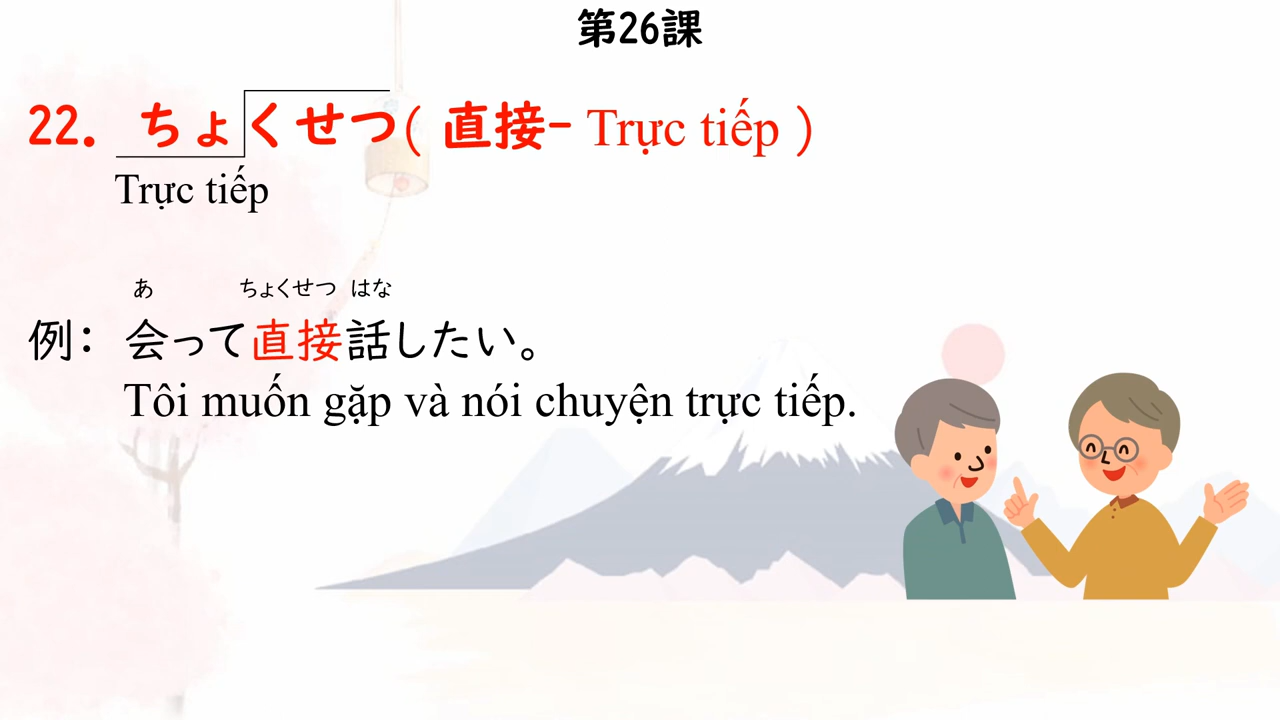 第26課
22. ちょくせつ( 直接- Trực tiếp )
Trực tiếp
あ ちょくせつ はな
例: 会って直接話したい。
Tôi muốn gặp và nói chuyện trực tiếp.